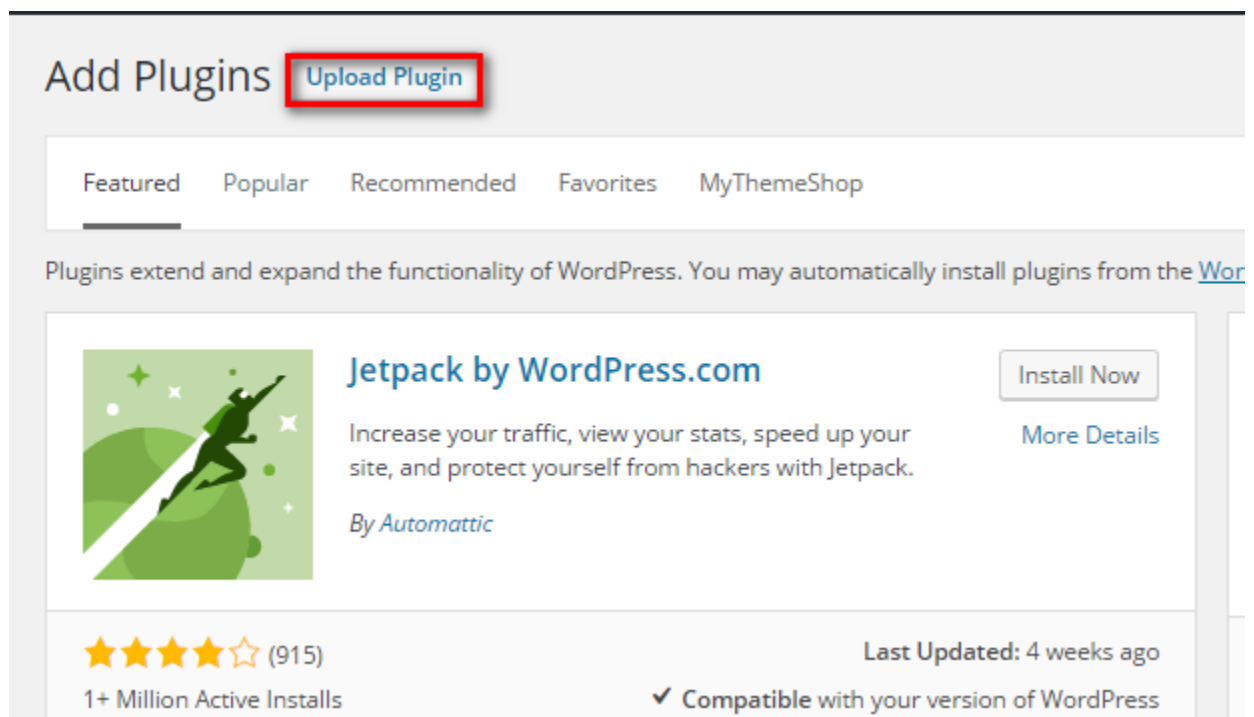 Add Plugins Upload Plugin
Featured Popular Recommended Favorites MyThemeShop
Plugins extend and expand the functionality of WordPress. You may automatically install plugins from the Wor
Jetpack by WordPress.com
Install Now
Increase your traffic, view your stats, speed up your
site, and protect yourself from hackers with Jetpack.
More Details
By Automattic
(915)
Last Updated: 4 weeks ago
1+ Million Active Installs
✔ Compatible with your version of WordPress